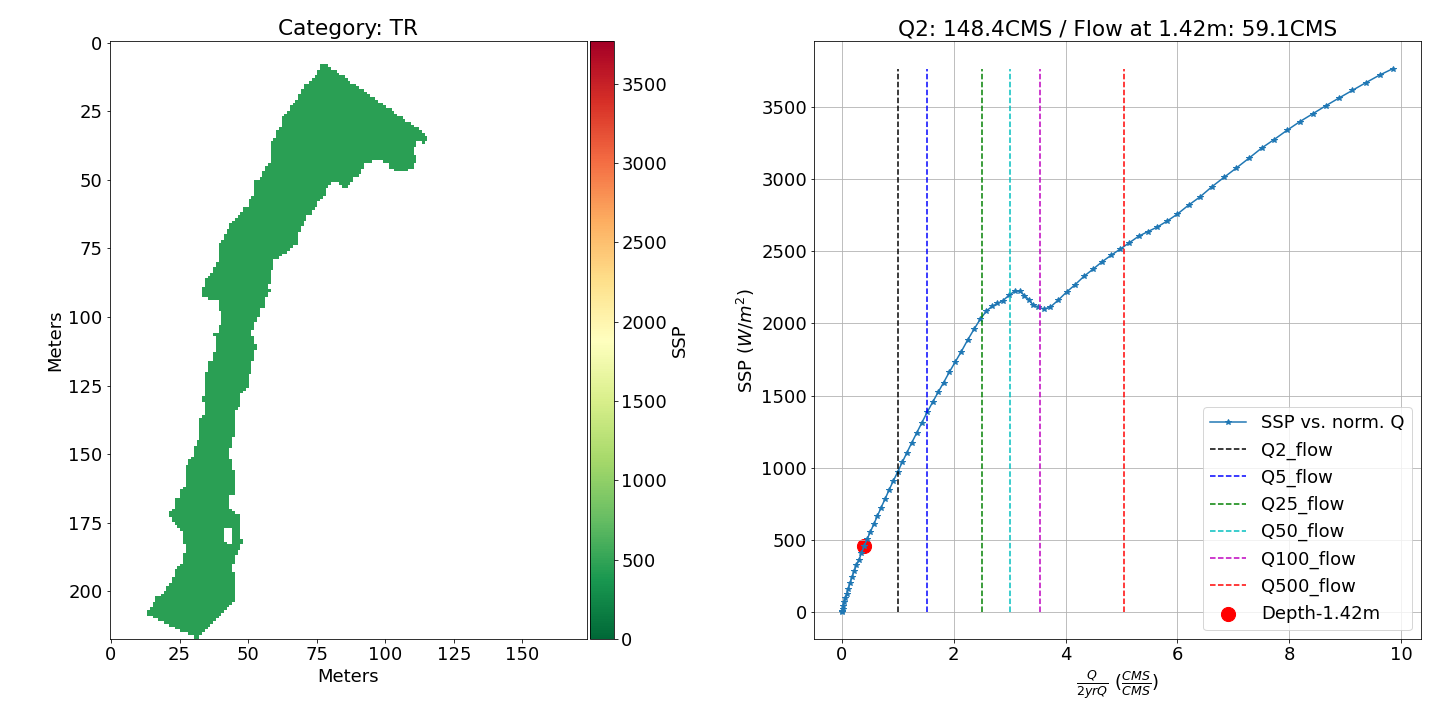 Category: TR
0
25
50
75
100
125
150
175
200
Meters
0
25
50
75
100
125
150
Meters
3500
3000
2500
2000
1500
1000
500
0
SSP
Q2: 148.4CMS / Flow at 1.42m: 59.1CMS
3500
3000
2500
2000
1500
1000
500
0
SSP (W/m²)
0
2
4
6
8
10
Q/2yrQ (CMS/CMS)
SSP vs. norm. Q
Q2_flow
Q5_flow
Q25_flow
Q50_flow
Q100_flow
Q500_flow
Depth-1.42m